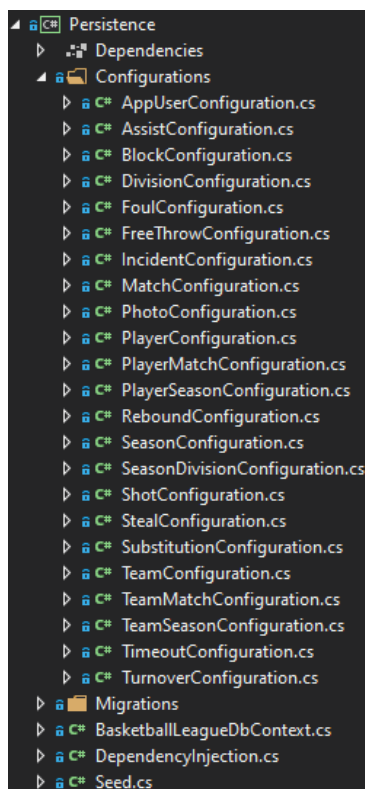 C# Persistence
Dependencies
Configurations
C# AppUserConfiguration.cs
C# AssistConfiguration.cs
C# BlockConfiguration.cs
C# DivisionConfiguration.cs
C# FoulConfiguration.cs
C# FreeThrowConfiguration.cs
C# IncidentConfiguration.cs
C# MatchConfiguration.cs
C# PhotoConfiguration.cs
C# PlayerConfiguration.cs
C# PlayerMatchConfiguration.cs
C# PlayerSeasonConfiguration.cs
C# ReboundConfiguration.cs
C# SeasonConfiguration.cs
C# SeasonDivisionConfiguration.cs
C# ShotConfiguration.cs
C# StealConfiguration.cs
C# SubstitutionConfiguration.cs
C# TeamConfiguration.cs
C# TeamMatchConfiguration.cs
C# TeamSeasonConfiguration.cs
C# TimeoutConfiguration.cs
C# TurnoverConfiguration.cs
Migrations
C# BasketballLeagueDbContext.cs
C# DependencyInjection.cs
C# Seed.cs